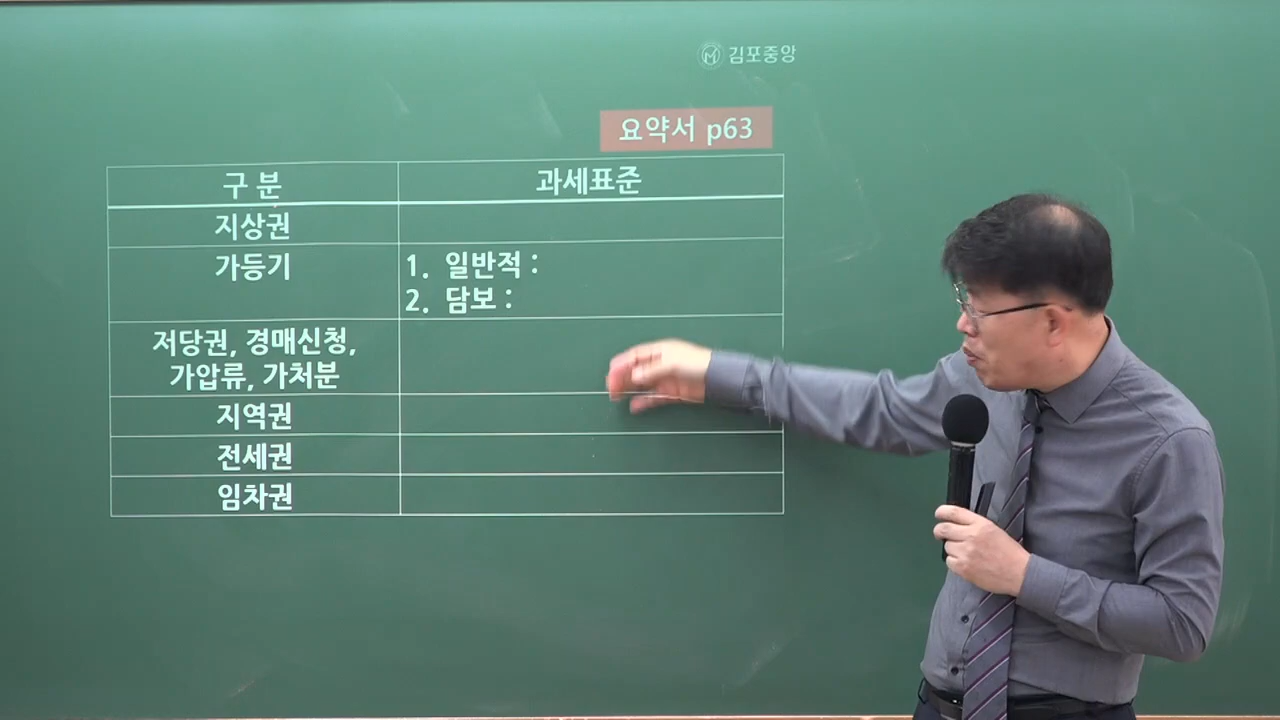 김포중앙
요약서 p63
구 분 과세표준
지상권
가등기 1. 일반적 :
2. 담보 :
저당권, 경매신청,
가압류, 가처분
지역권
전세권
임차권